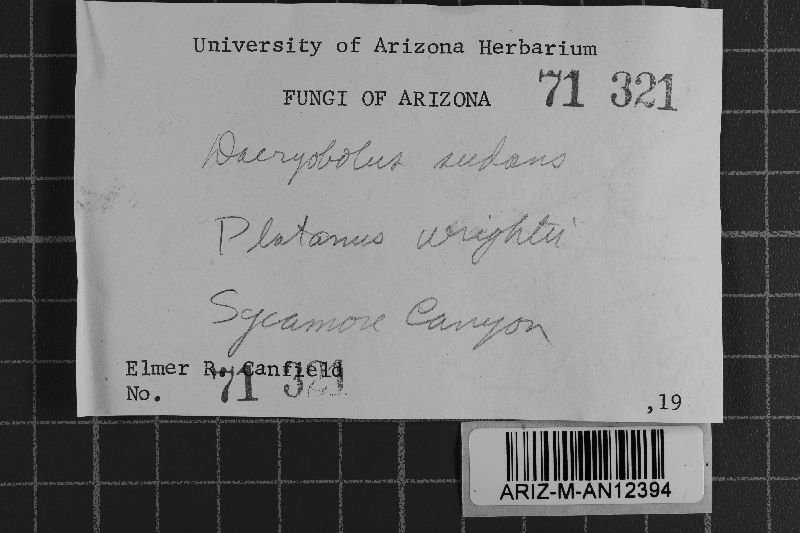 University of Arizona Herbarium
FUNGI OF ARIZONA 71 321
Dacryobolus sudans
Platanus wrightii
Sycamore Canyon
Elmer R. Canfield
No. 71 321
,19
ARIZ-M-AN12394